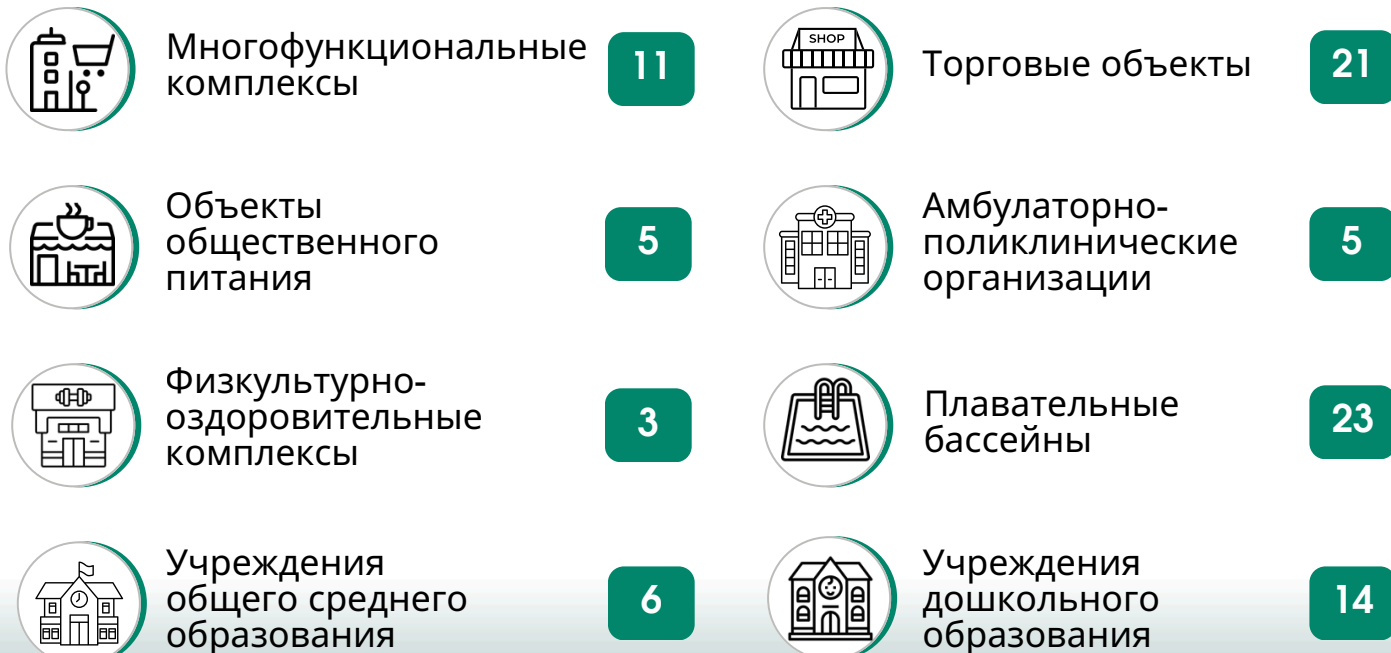 Многофункциональные
комплексы
11
SHOP
Торговые объекты
21
Объекты
общественного
питания
5
Амбулаторно-
поликлинические
организации
5
Физкультурно-
оздоровительные
комплексы
3
Плавательные
бассейны
23
Учреждения
общего среднего
образования
6
Учреждения
дошкольного
образования
14